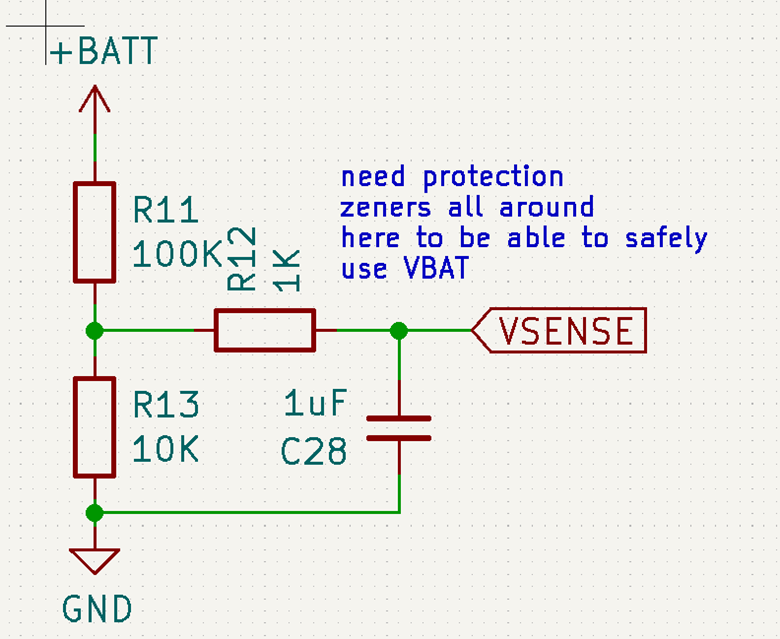 +BATT
need protection
zeners all around
here to be able to safely
use VBAT
R11
100K
R12
1K
VSENSE
R13
10K
1uF
C28
GND